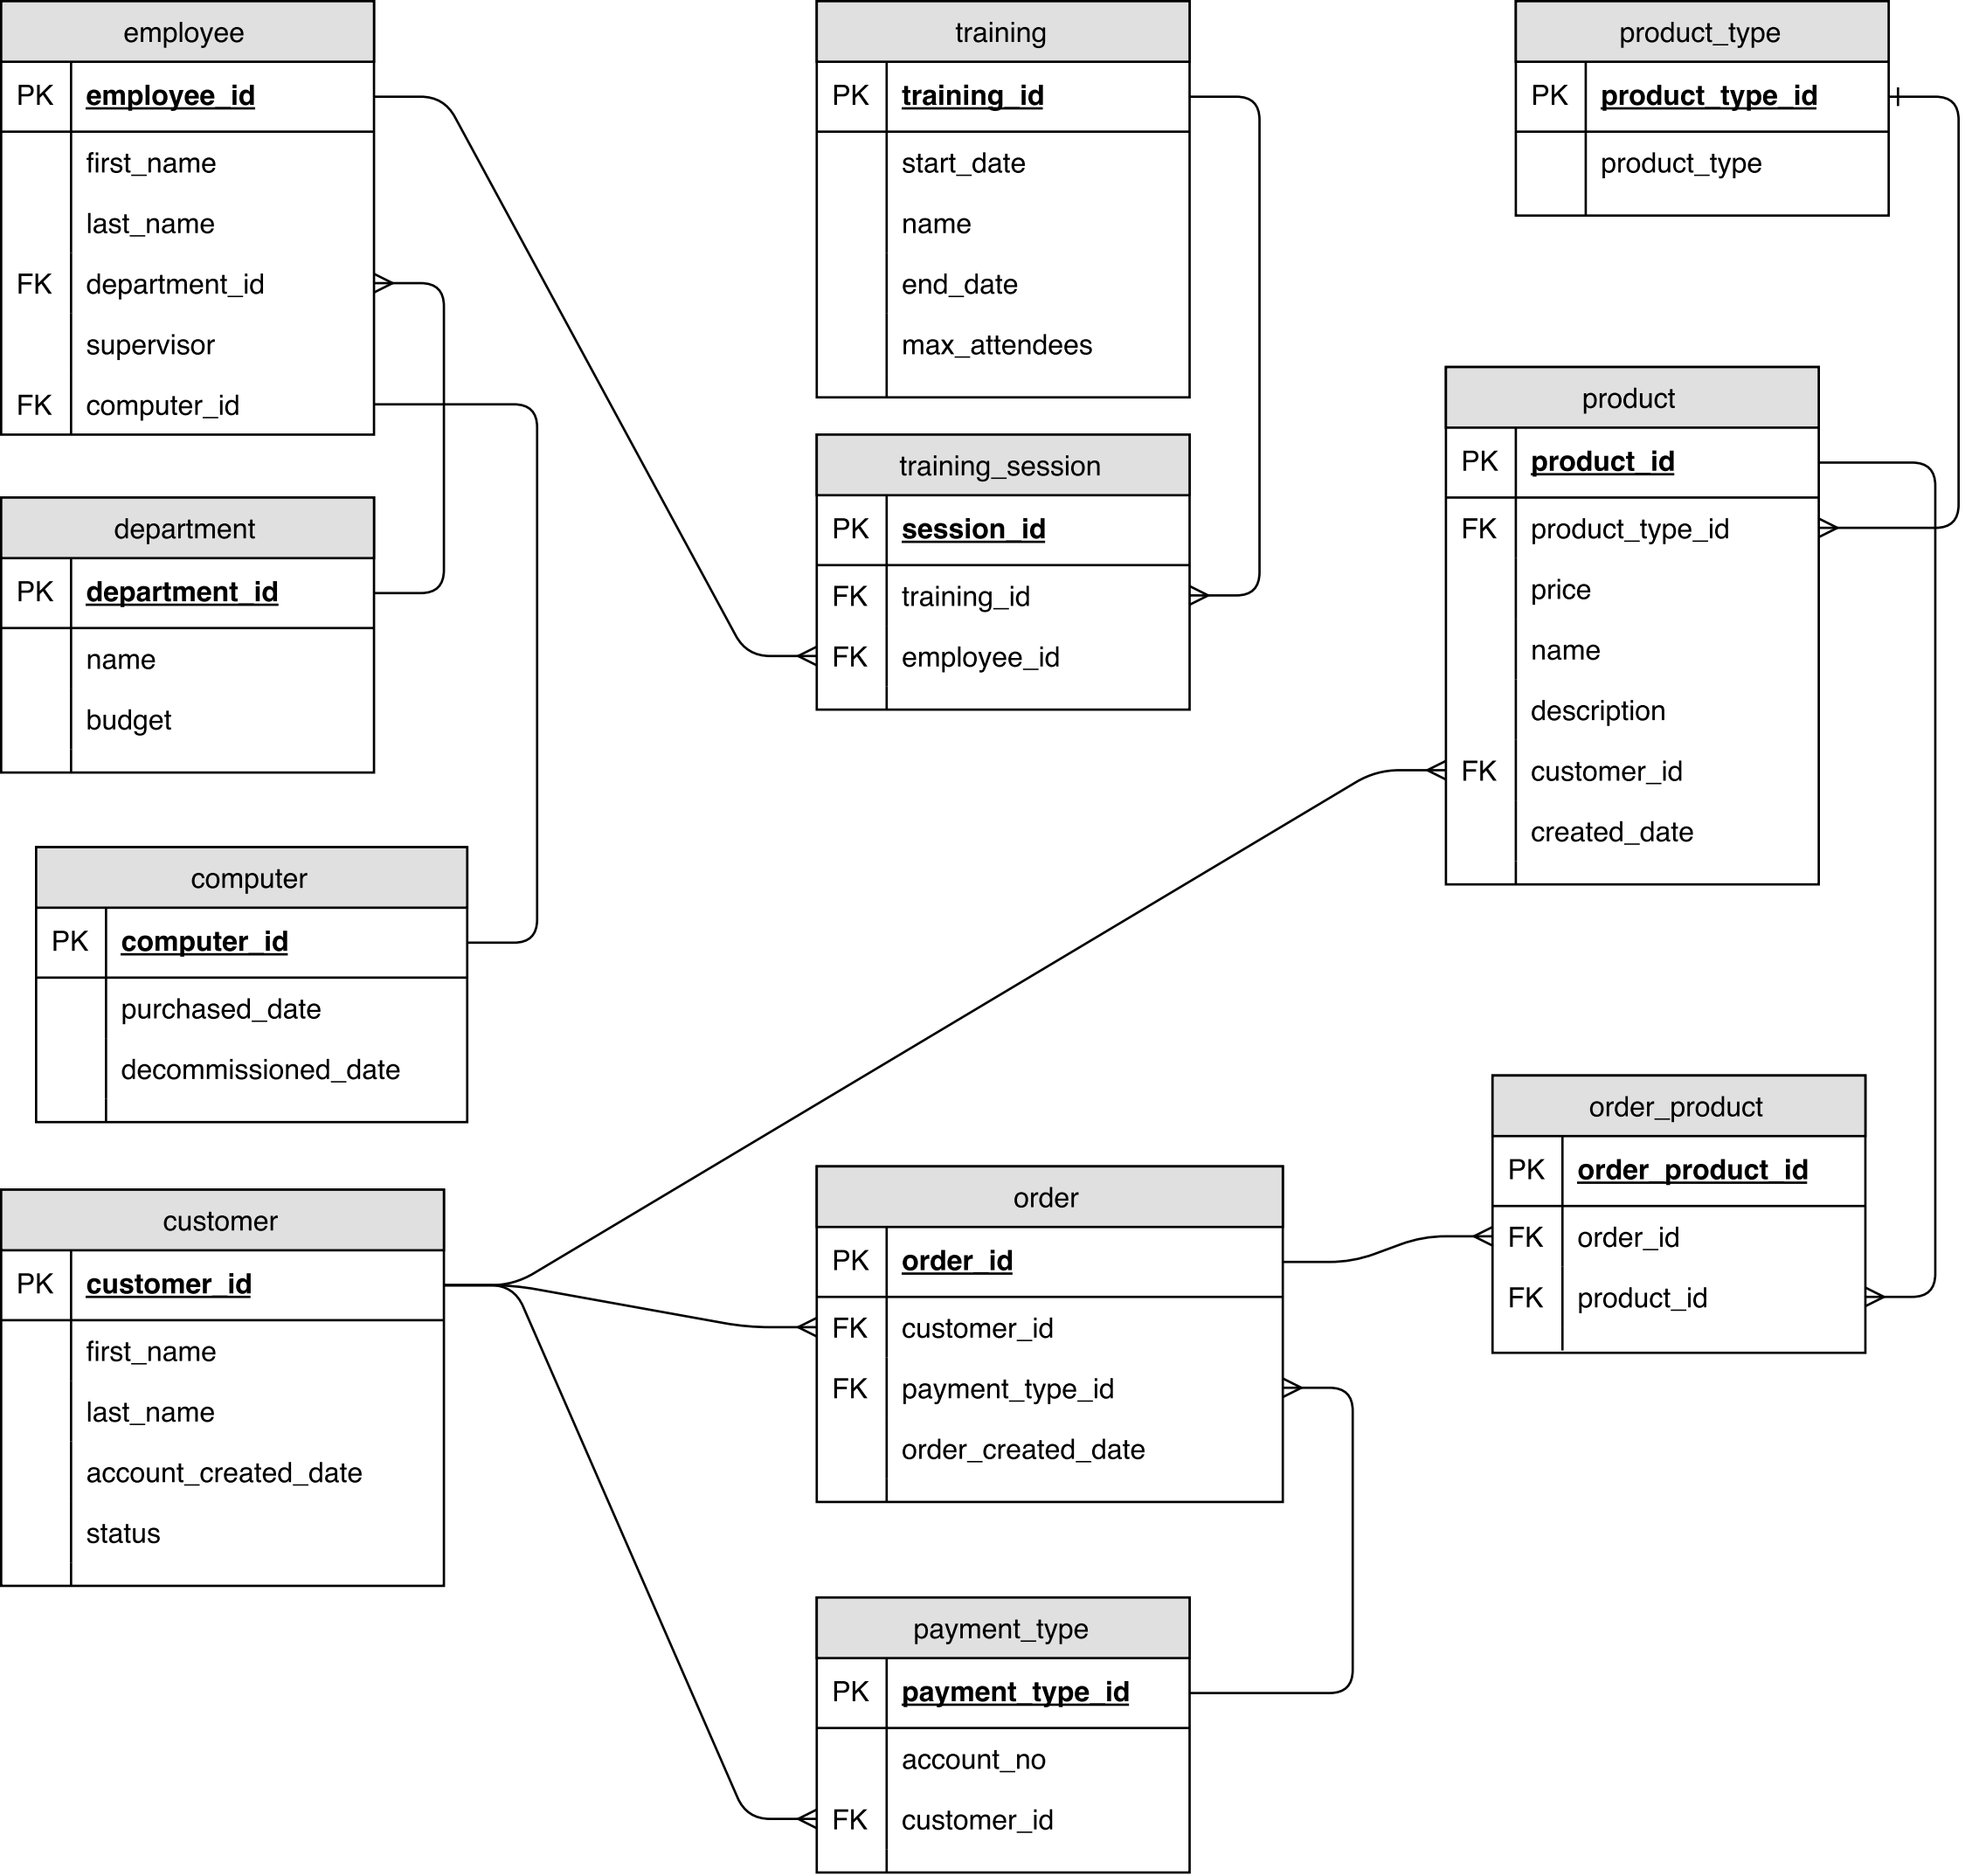 employee
PK employee_id
first_name
last_name
FK department_id
supervisor
FK computer_id
department
PK department_id
name
budget
computer
PK computer_id
purchased_date
decommissioned_date
customer
PK customer_id
first_name
last_name
account_created_date
status
training
PK training_id
start_date
name
end_date
max_attendees
training_session
PK session_id
FK training_id
FK employee_id
order
PK order_id
FK customer_id
FK payment_type_id
order_created_date
payment_type
PK payment_type_id
account_no
FK customer_id
product_type
PK product_type_id
product_type
product
PK product_id
FK product_type_id
price
name
description
FK customer_id
created_date
order_product
PK order_product_id
FK order_id
FK product_id